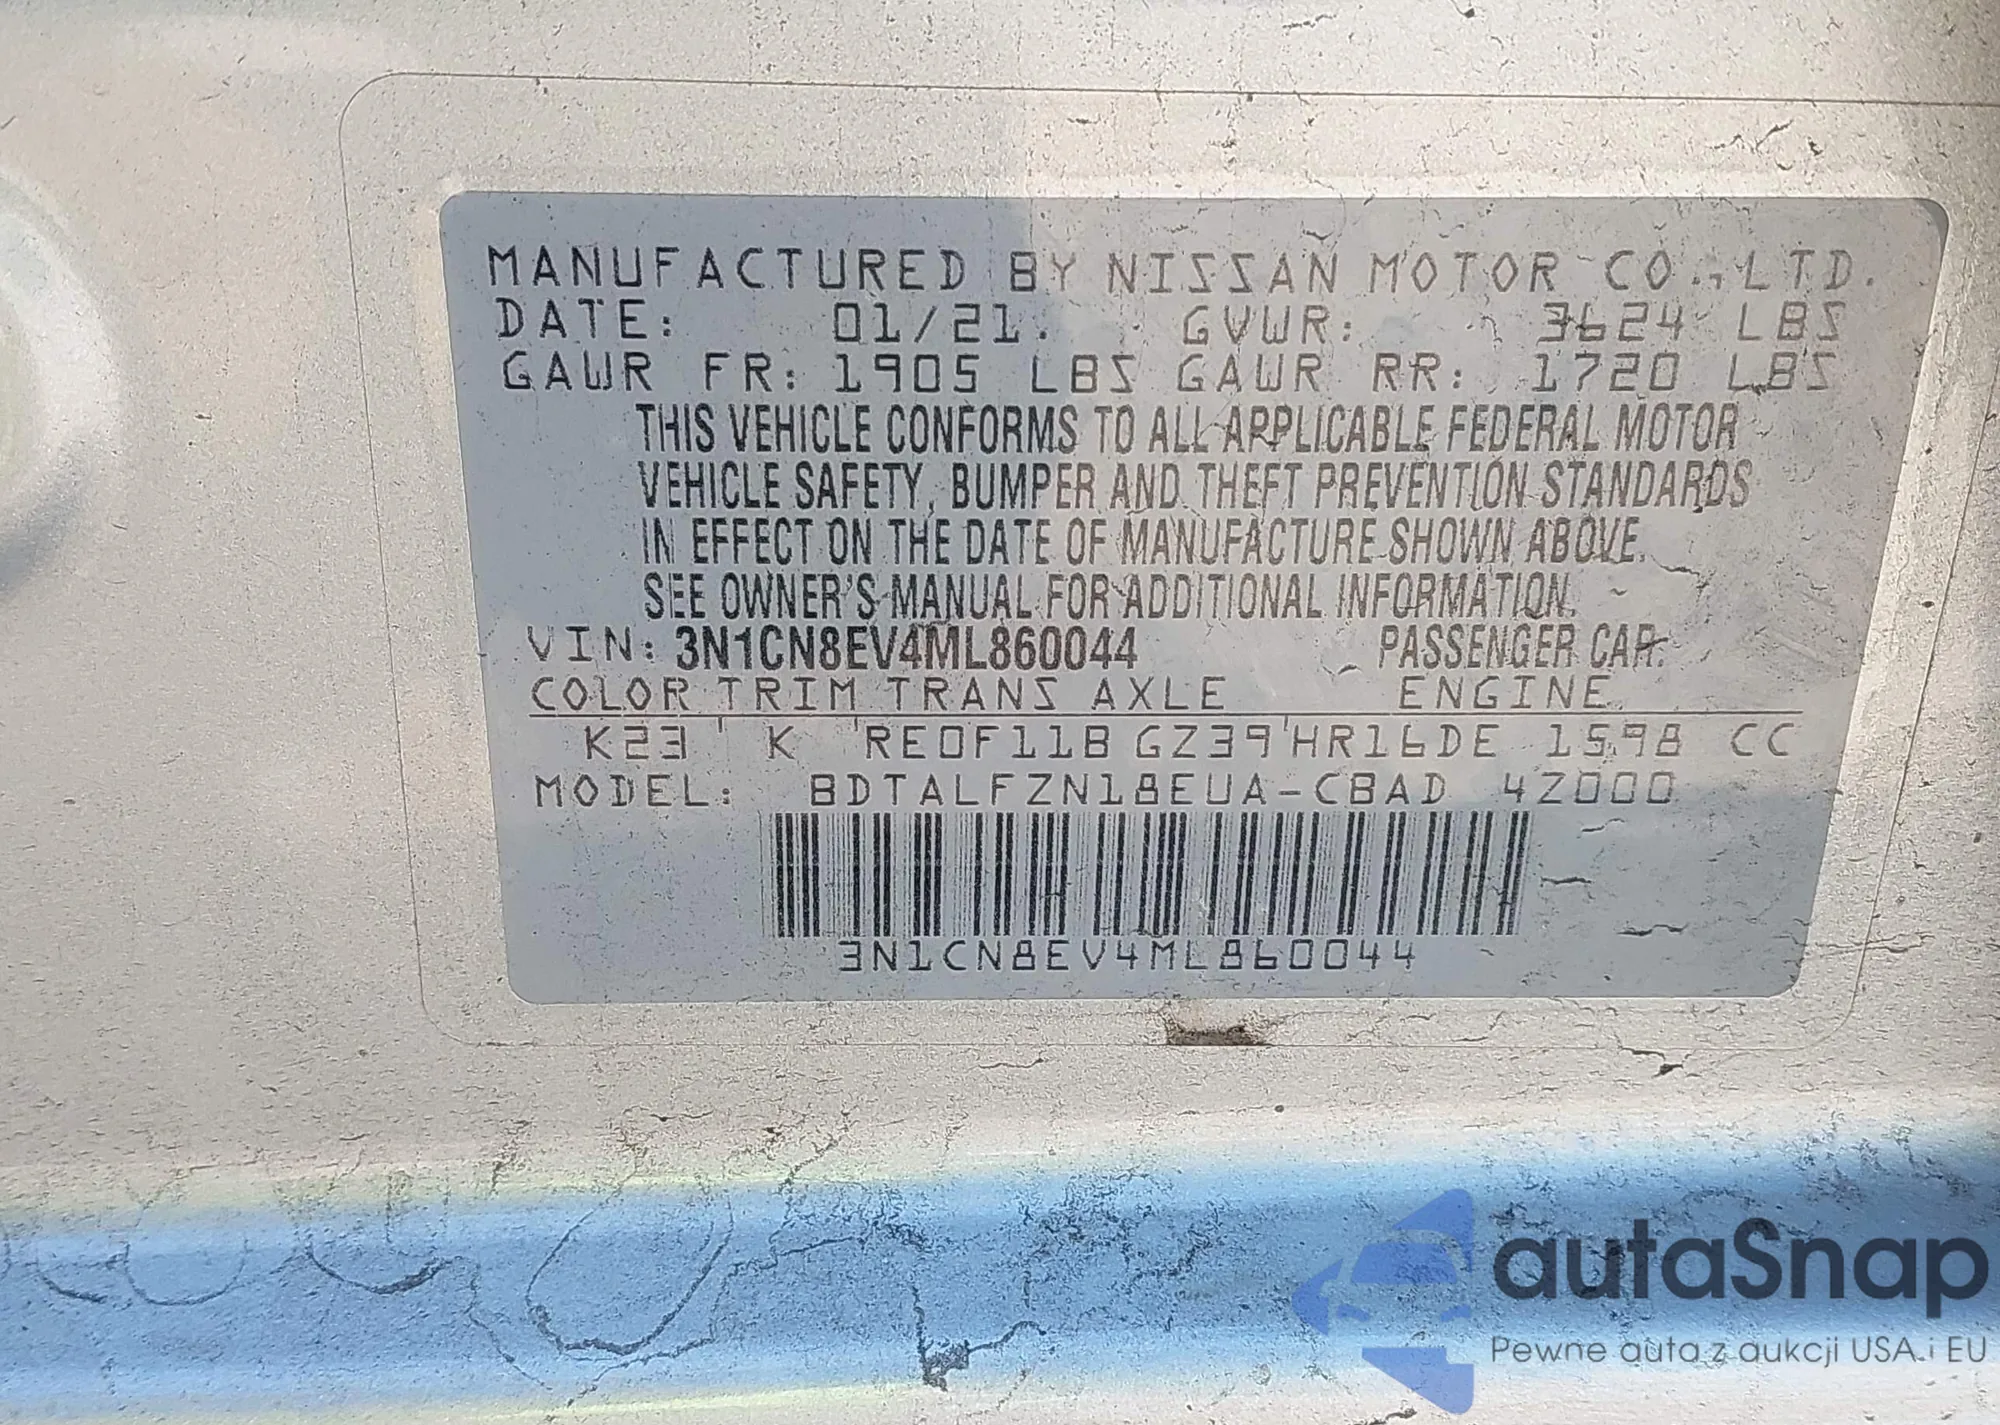 MANUFACTURED BY NISSAN MOTOR CO., LTD.
DATE: 01/21. GVWR: 3624 LBS
GAWR FR: 1905 LBS GAWR RR: 1720 LBS
THIS VEHICLE CONFORMS TO ALL APPLICABLE FEDERAL MOTOR
VEHICLE SAFETY, BUMPER AND THEFT PREVENTION STANDARDS
IN EFFECT ON THE DATE OF MANUFACTURE SHOWN ABOVE.
SEE OWNER'S MANUAL FOR ADDITIONAL INFORMATION.
VIN: 3N1CN8EV4ML860044 PASSENGER CAR.
COLOR TRIM TRANS AXLE ENGINE
K23 K RE0F11B GZ39 HR16DE 1598 CC
MODEL: BDTALFZN18EUA-CBAD 4Z000
3N1CN8EV4ML860044
autaSnap
Pewne auta z aukcji USA i EU